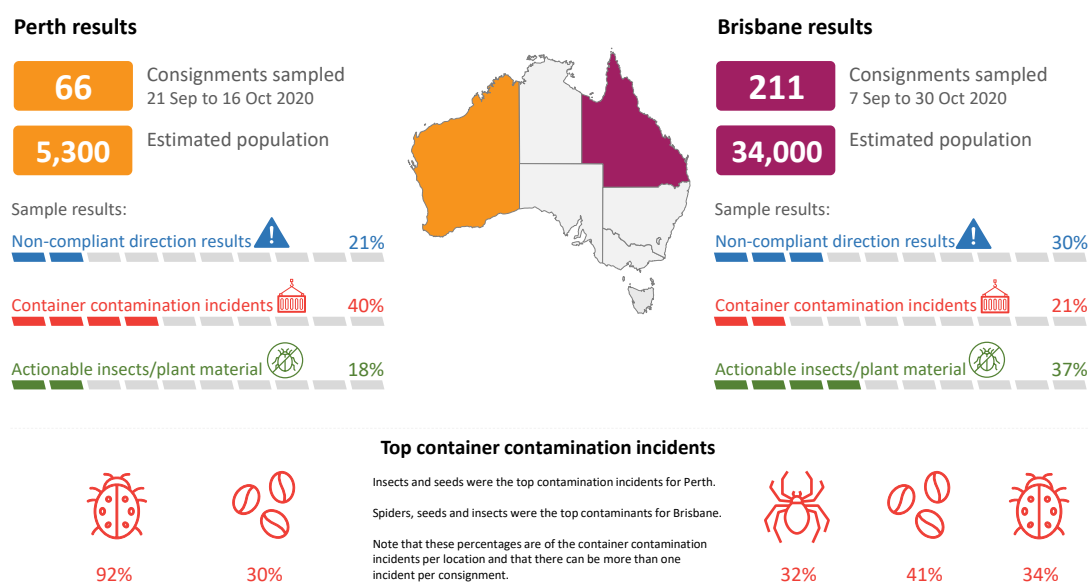 Perth results
66
Consignments sampled
21 Sep to 16 Oct 2020
5,300
Estimated population
Sample results:
Non-compliant direction results
21%
Container contamination incidents
40%
Actionable insects/plant material
18%
Brisbane results
211
Consignments sampled
7 Sep to 30 Oct 2020
34,000
Estimated population
Sample results:
Non-compliant direction results
30%
Container contamination incidents
21%
Actionable insects/plant material
37%
Top container contamination incidents
Insects and seeds were the top contamination incidents for Perth.
Spiders, seeds and insects were the top contaminants for Brisbane.
Note that these percentages are of the container contamination
incidents per location and that there can be more than one
incident per consignment.
92%
30%
32%
41%
34%